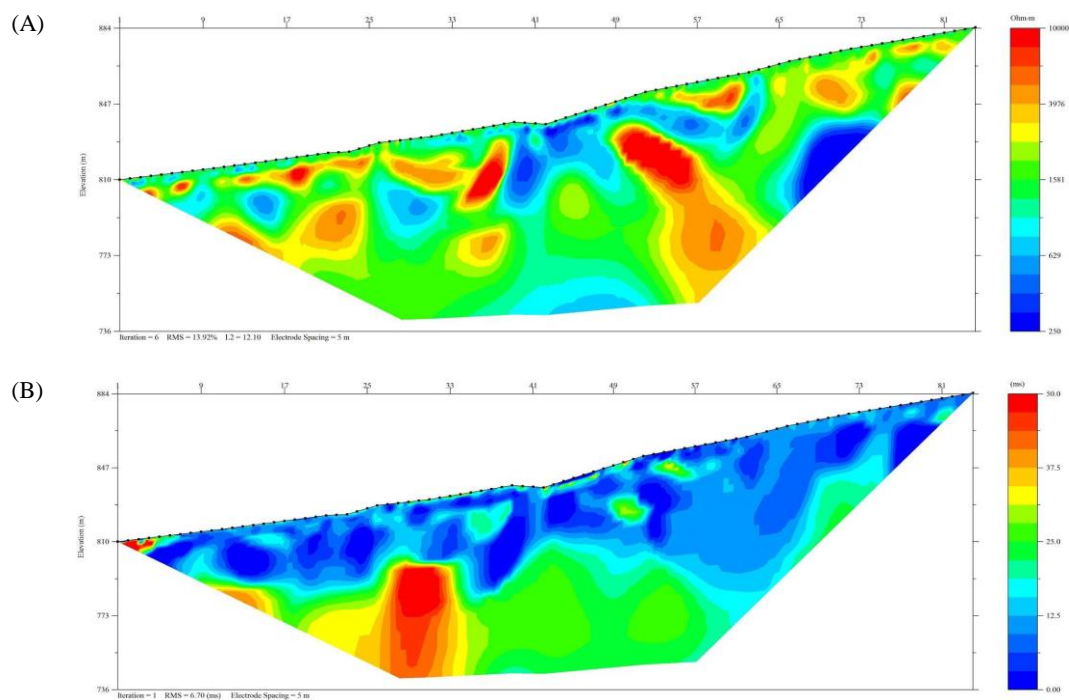 (A)
1 9 17 25 33 41 49 57 65 73 81 Ohm-m
884 10000
847 3976
Elevation (m) 810 1581
773 629
736 250
Iteration = 6 RMS = 13.92% L2 = 12.10 Electrode Spacing = 5 m
(B)
1 9 17 25 33 41 49 57 65 73 81 (ms)
884 50.0
847 37.5
Elevation (m) 810 25.0
773 12.5
736 0.00
Iteration = 1 RMS = 6.70 (ms) Electrode Spacing = 5 m